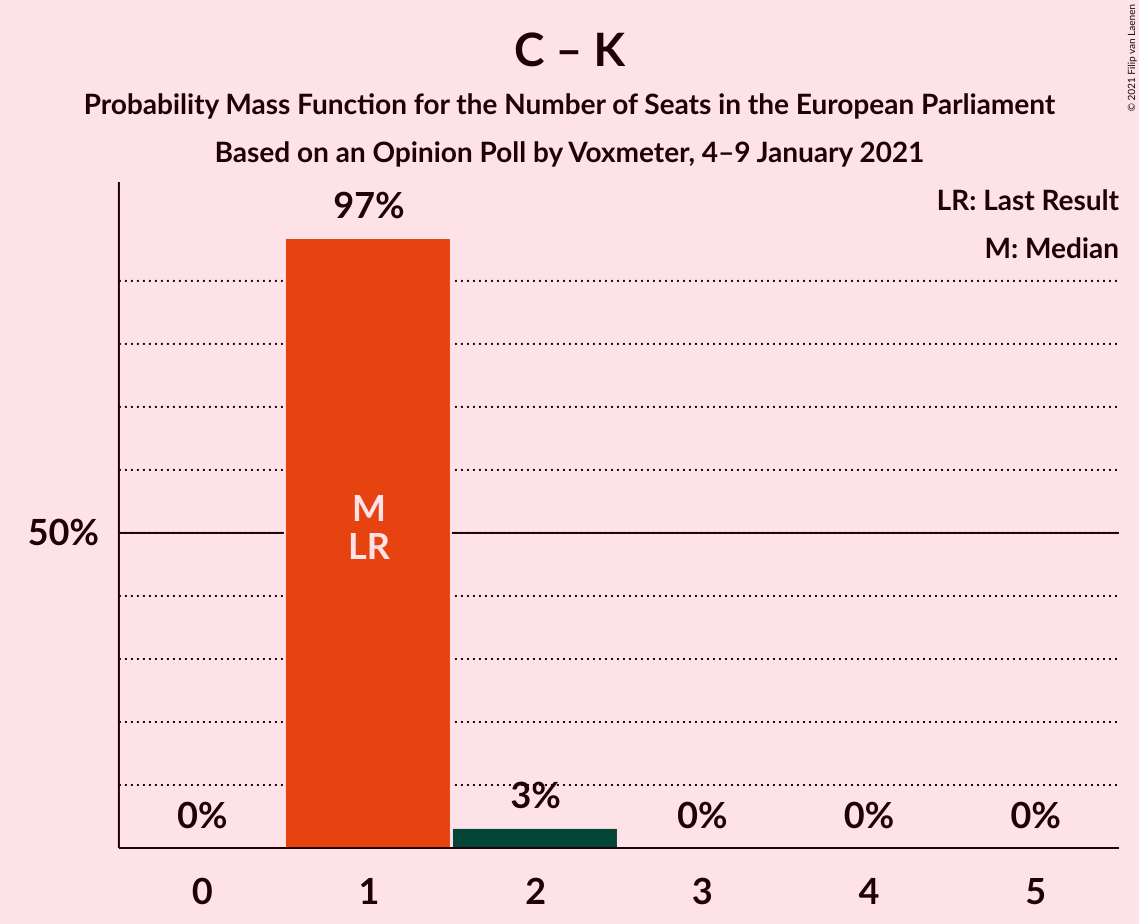 C – K
Probability Mass Function for the Number of Seats in the European Parliament
Based on an Opinion Poll by Voxmeter, 4–9 January 2021
© 2021 Filip van Laenen
LR: Last Result
M: Median
97%
50%
M
LR
0%
3%
0%
0%
0%
0
1
2
3
4
5